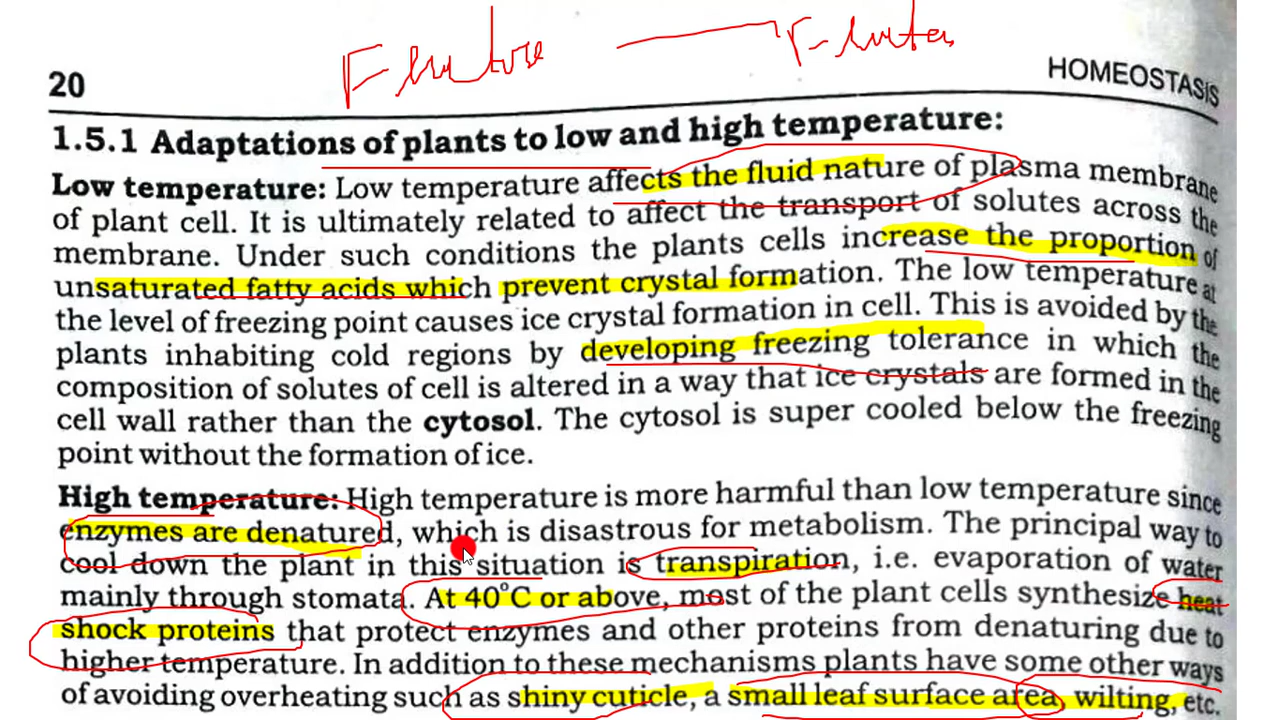 20
HOMEOSTASIS
1.5.1 Adaptations of plants to low and high temperature:
Low temperature: Low temperature affects the fluid nature of plasma membrane
of plant cell. It is ultimately related to affect the transport of solutes across the
membrane. Under such conditions the plants cells increase the proportion of
unsaturated fatty acids which prevent crystal formation. The low temperature at
the level of freezing point causes ice crystal formation in cell. This is avoided by the
plants inhabiting cold regions by developing freezing tolerance in which the
composition of solutes of cell is altered in a way that ice crystals are formed in the
cell wall rather than the cytosol. The cytosol is super cooled below the freezing
point without the formation of ice.
High temperature: High temperature is more harmful than low temperature since
enzymes are denatured, which is disastrous for metabolism. The principal way to
cool down the plant in this situation is transpiration, i.e. evaporation of water
mainly through stomata. At 40°C or above, most of the plant cells synthesize heat
shock proteins that protect enzymes and other proteins from denaturing due to
higher temperature. In addition to these mechanisms plants have some other ways
of avoiding overheating such as shiny cuticle, a small leaf surface area, wilting, etc.